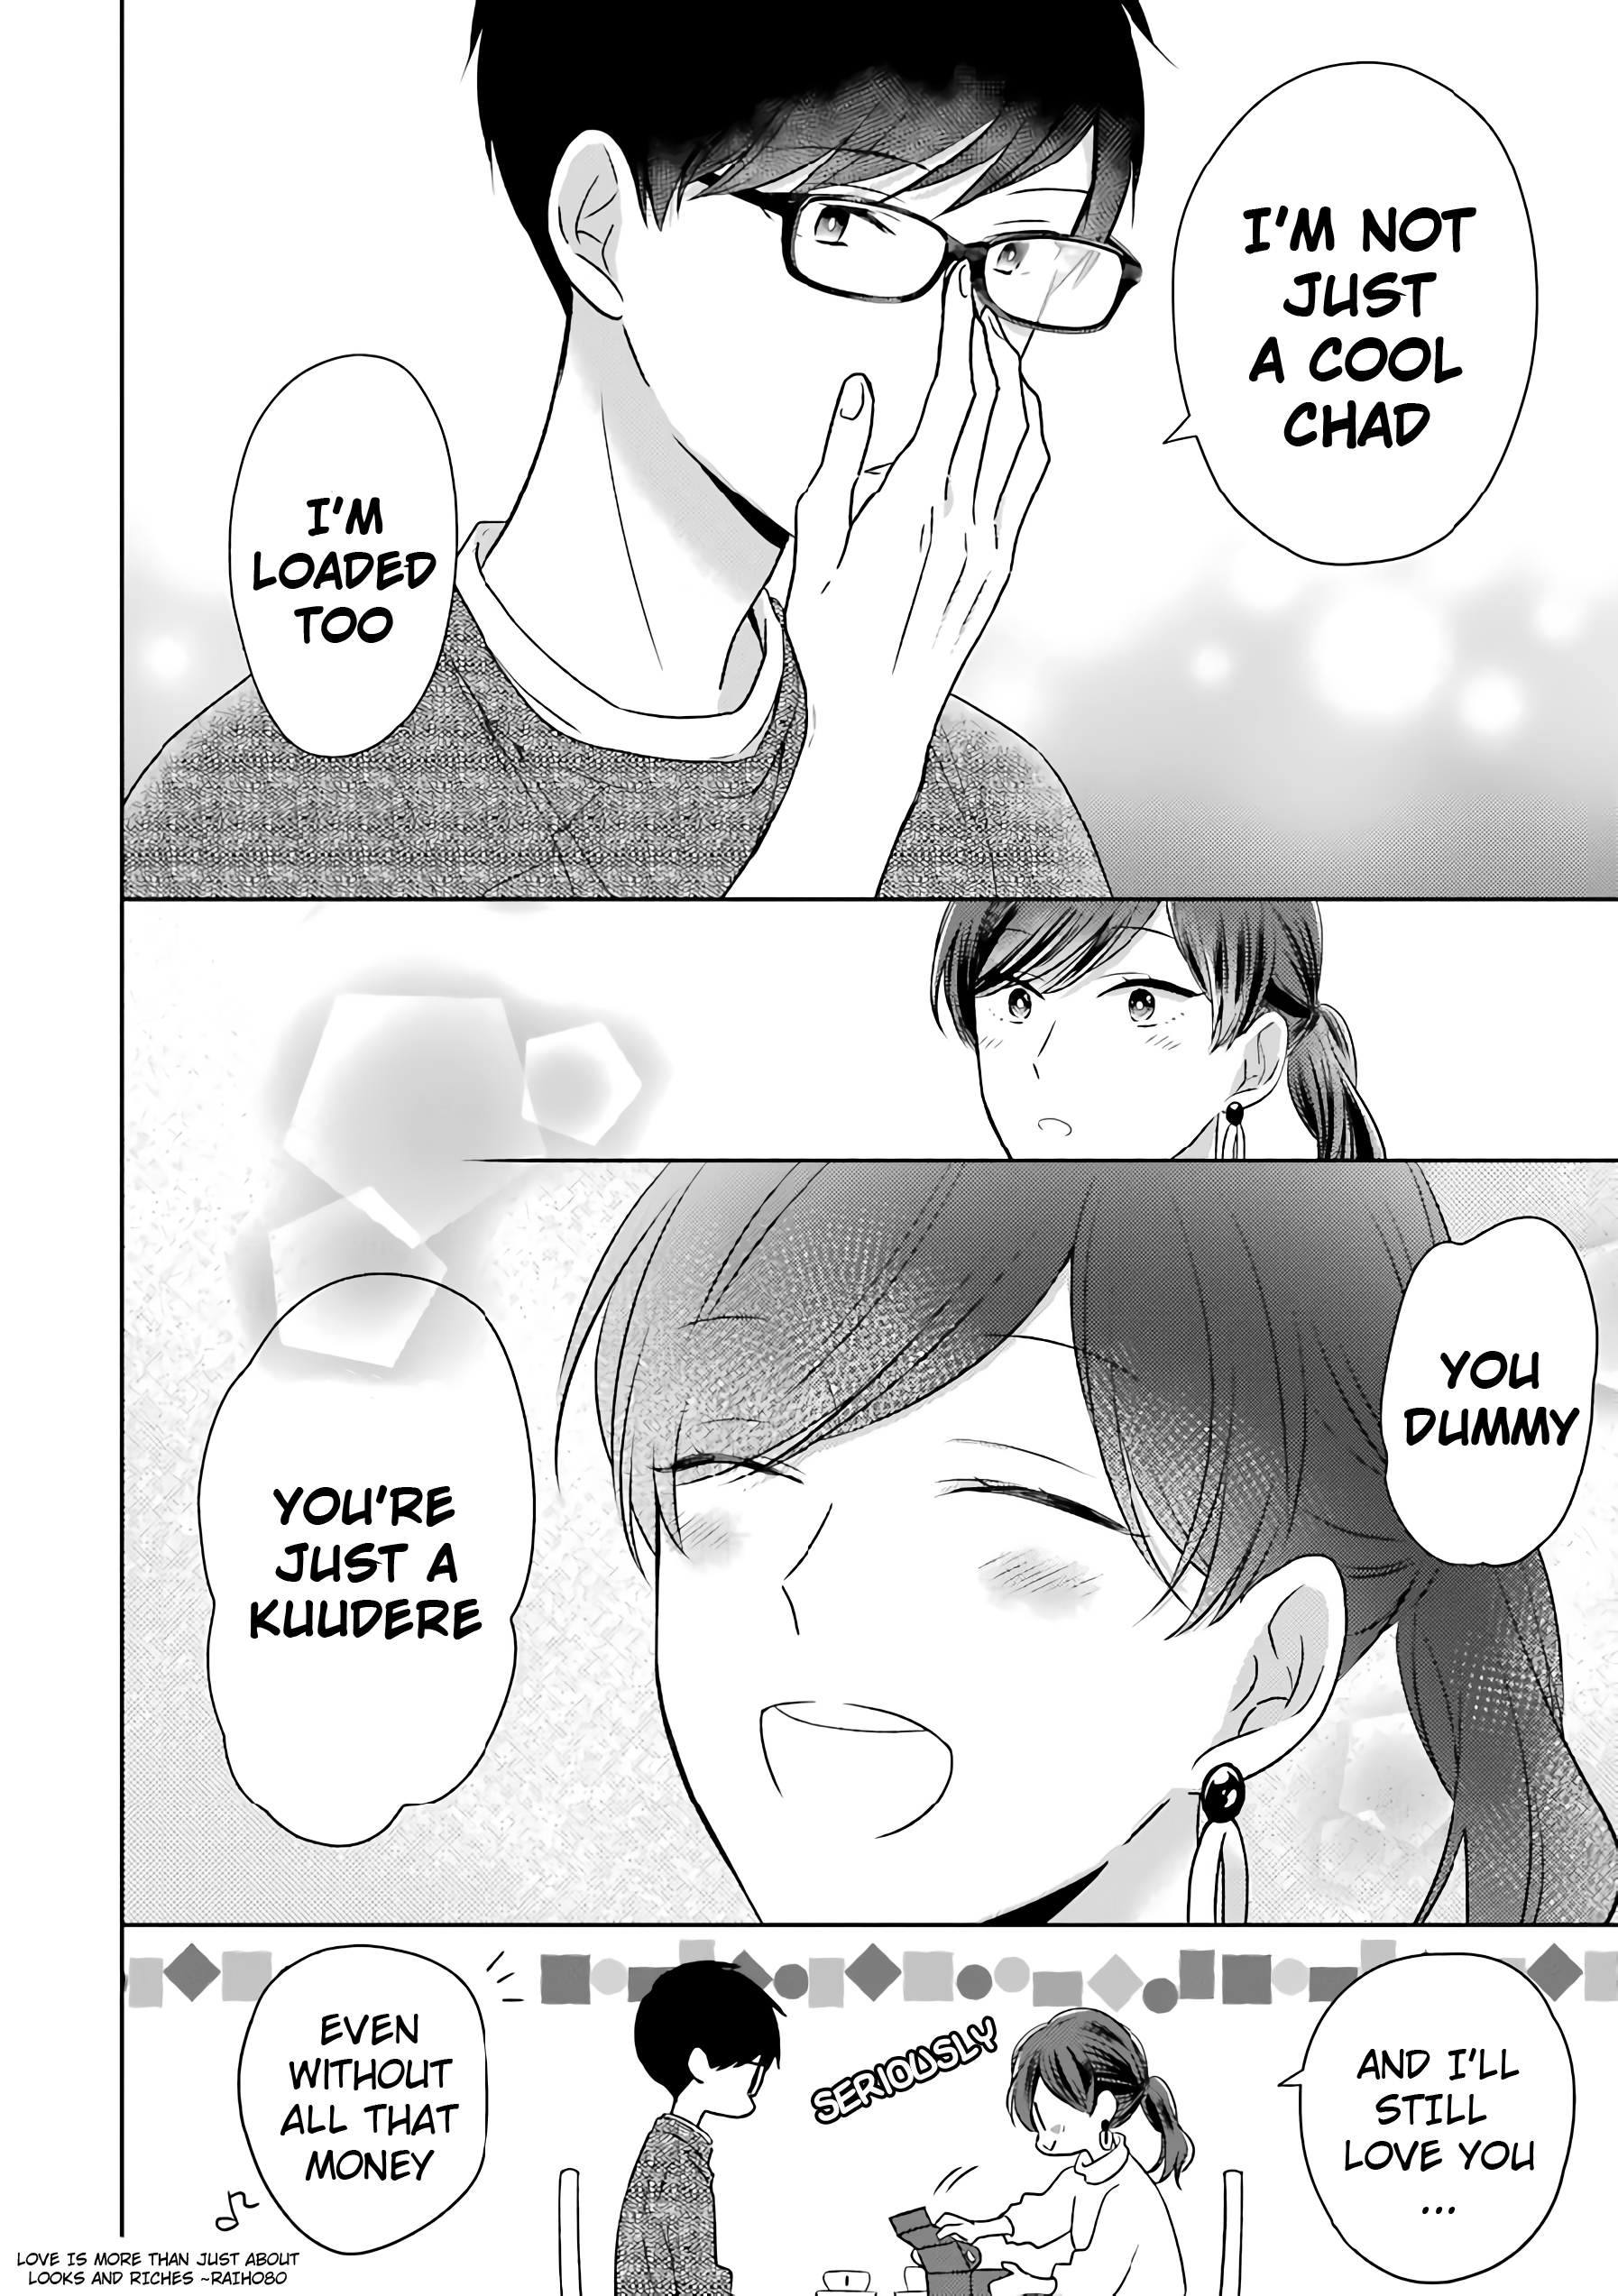 I'M NOT
JUST
A COOL
CHAD
I'M
LOADED
TOO
YOU
DUMMY
YOU'RE
JUST A
KUUDERE
AND I'LL
STILL
LOVE YOU
...
SERIOUSLY
EVEN
WITHOUT
ALL THAT
MONEY
LOVE IS MORE THAN JUST ABOUT
LOOKS AND RICHES ~RAIHO80